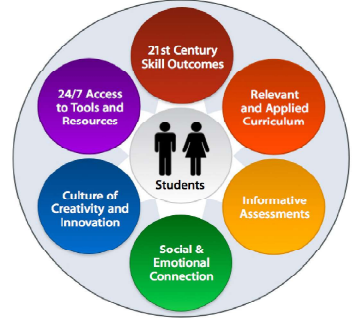 21st Century
Skill Outcomes
Relevant
and Applied
Curriculum
Informative
Assessments
Social &
Emotional
Connection
Culture of
Creativity and
Innovation
24/7 Access
to Tools and
Resources
Students